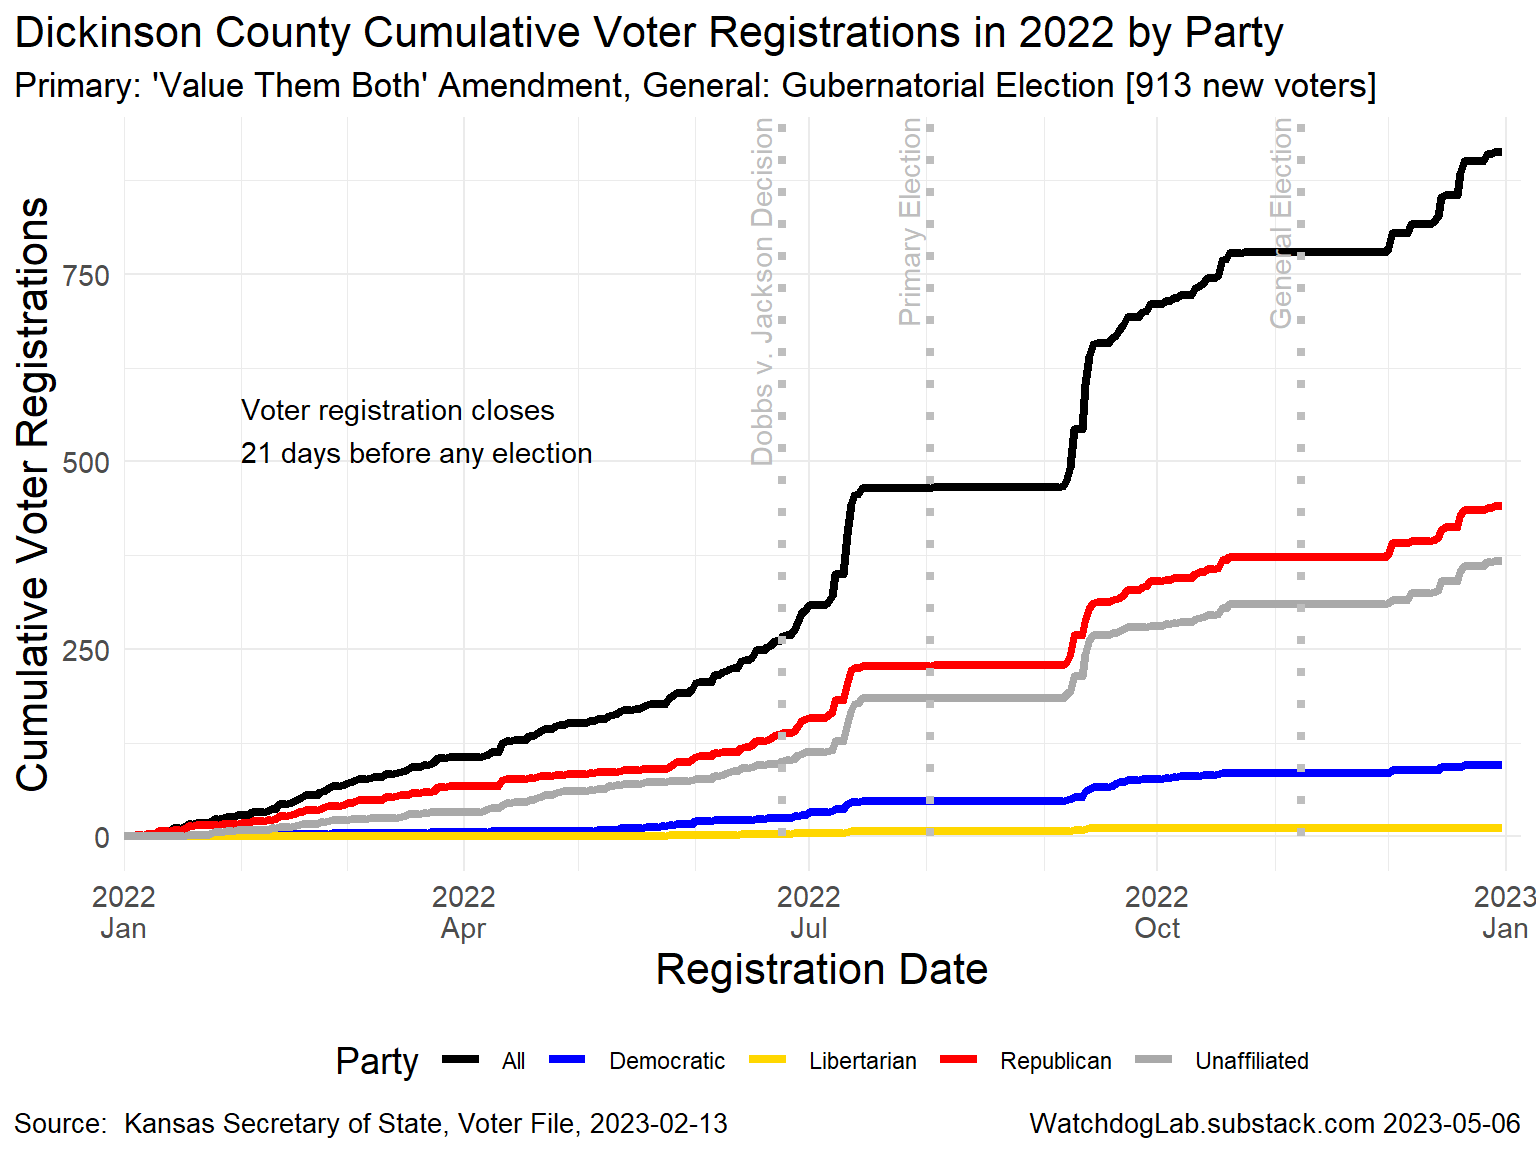 Dickinson County Cumulative Voter Registrations in 2022 by Party
Primary: 'Value Them Both' Amendment, General: Gubernatorial Election [913 new voters]
Cumulative Voter Registrations
750
500
250
0
Dobbs v. Jackson Decision
Primary Election
General Election
Voter registration closes
21 days before any election
2022 2022 2022 2022 2023
Jan Apr Jul Oct Jan
Registration Date
Party All Democratic Libertarian Republican Unaffiliated
Source: Kansas Secretary of State, Voter File, 2023-02-13
WatchdogLab.substack.com 2023-05-06